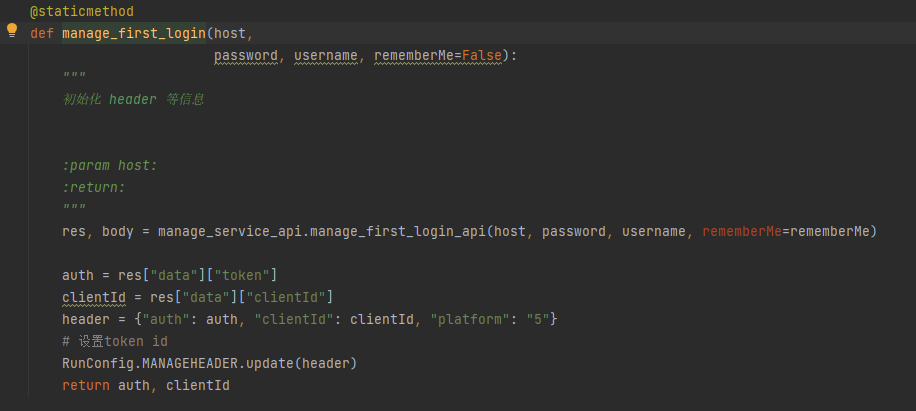 @staticmethod
def manage_first_login(host,
password, username, rememberMe=False):
"""
初始化 header 等信息
:param host:
:return:
"""
res, body = manage_service_api.manage_first_login_api(host, password, username, rememberMe=rememberMe)
auth = res["data"]["token"]
clientId = res["data"]["clientId"]
header = {"auth": auth, "clientId": clientId, "platform": "5"}
# 设置token id
RunConfig.MANAGEHEADER.update(header)
return auth, clientId